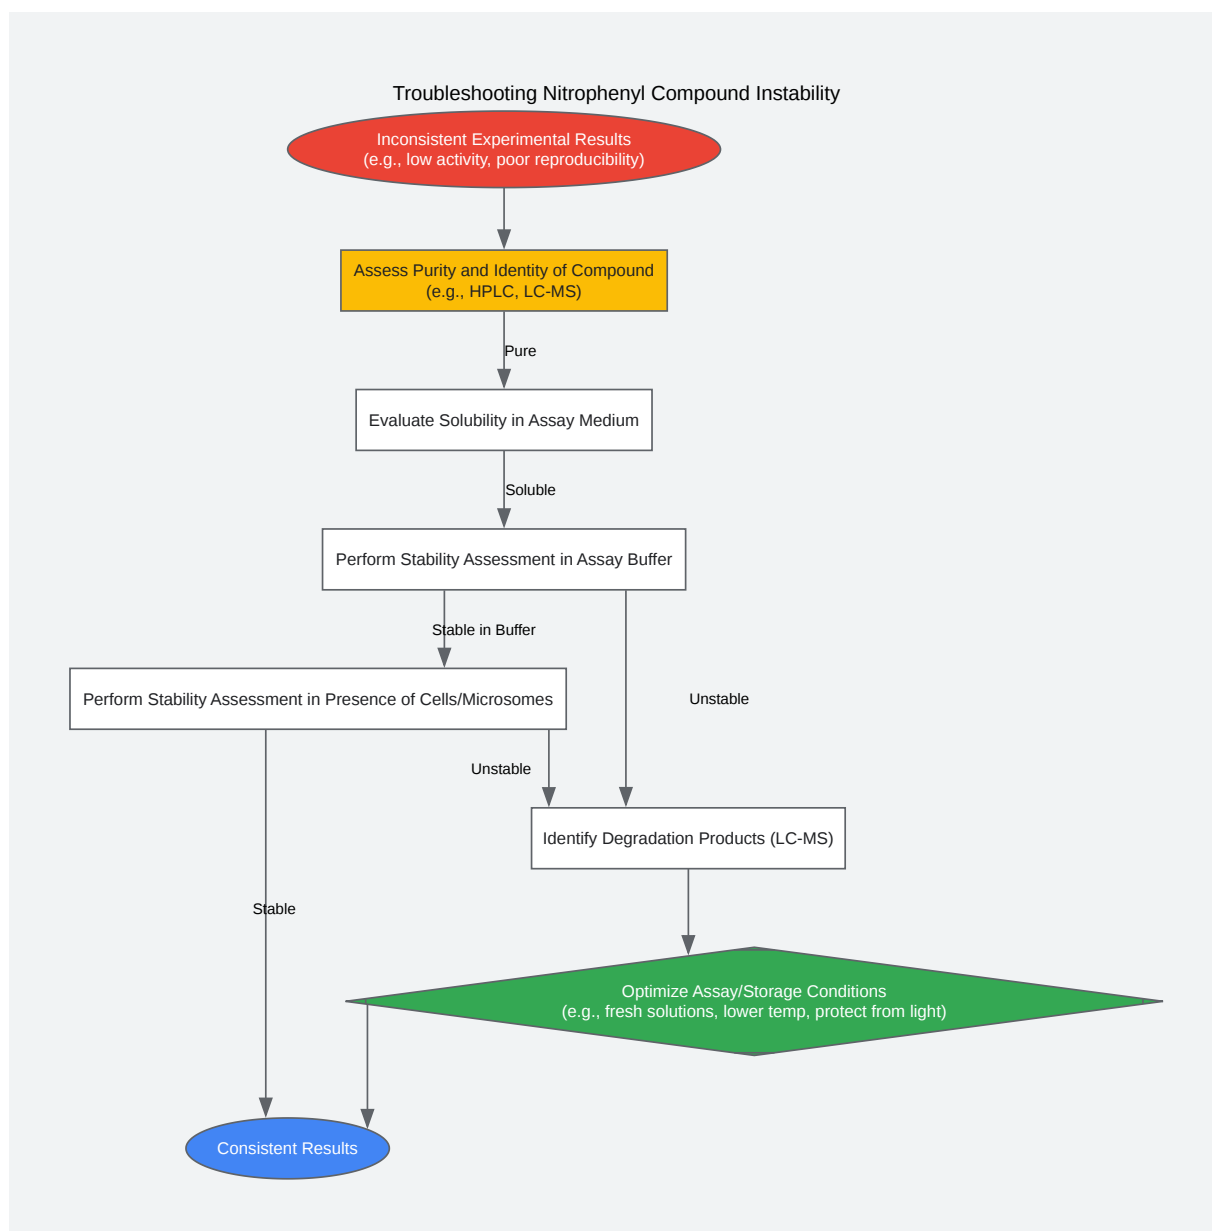 Troubleshooting Nitrophenyl Compound Instability
Inconsistent Experimental Results
(e.g., low activity, poor reproducibility)
Assess Purity and Identity of Compound
(e.g., HPLC, LC-MS)
Pure
Evaluate Solubility in Assay Medium
Soluble
Perform Stability Assessment in Assay Buffer
Stable in Buffer
Perform Stability Assessment in Presence of Cells/Microsomes
Unstable
Unstable
Identify Degradation Products (LC-MS)
Stable
Optimize Assay/Storage Conditions
(e.g., fresh solutions, lower temp, protect from light)
Consistent Results